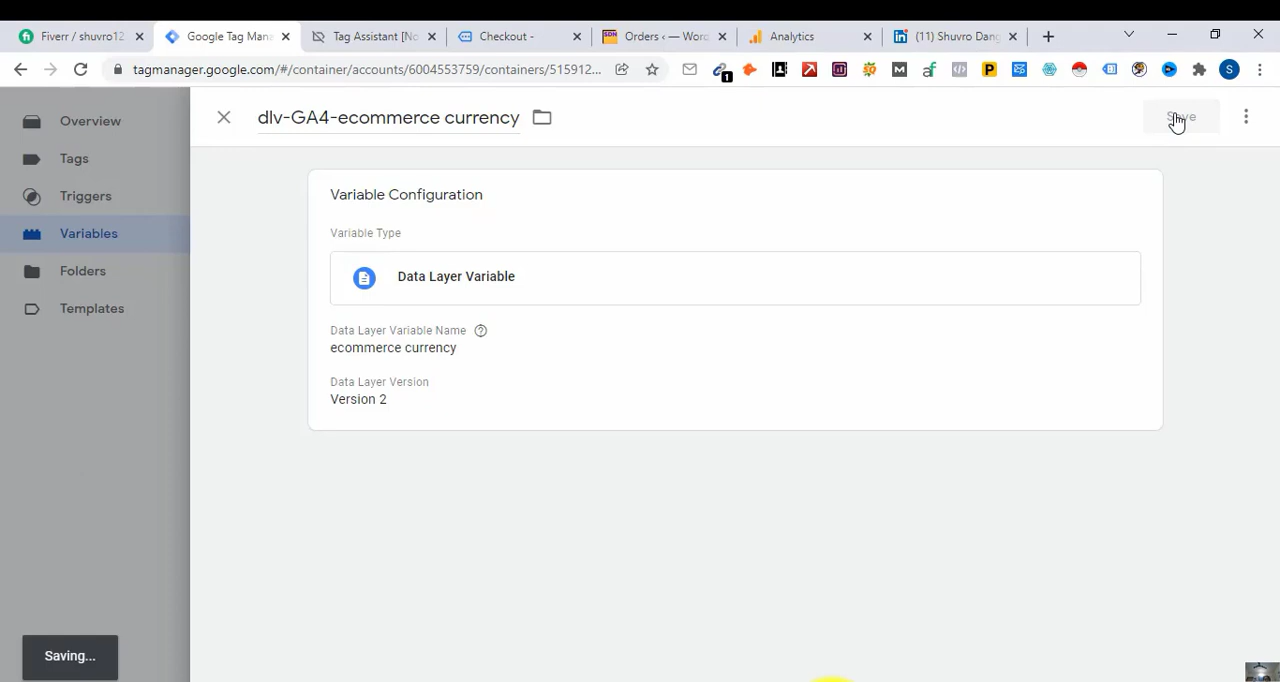 Fiverr / shuvro12
Google Tag Mana
Tag Assistant [No
Checkout -
Orders ‹ — Word
Analytics
(11) Shuvro Dang
tagmanager.google.com/#/container/accounts/6004553759/containers/515912...
1
S
Overview
Tags
Triggers
Variables
Folders
Templates
dlv-GA4-ecommerce currency
Save
Variable Configuration
Variable Type
Data Layer Variable
Data Layer Variable Name
ecommerce currency
Data Layer Version
Version 2
Saving...